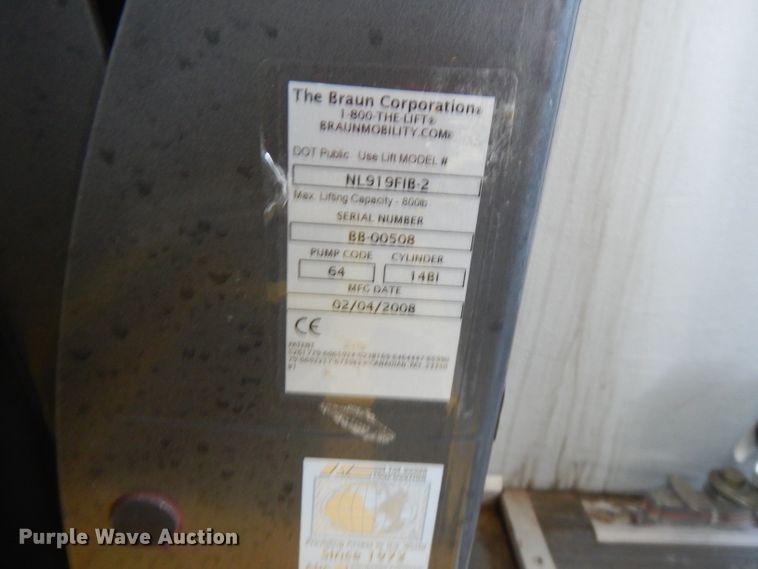 The Braun Corporation®
1-800-THE-LIFT®
BRAUNMOBILITY.COM®
DOT Public Use Lift MODEL #
NL919FIB-2
Max. Lifting Capacity - 800lb
SERIAL NUMBER
BB-00508
PUMP CODE CYLINDER
64 14BI
MFG DATE
02/04/2008
CE
SINCE 1972
Purple Wave Auction